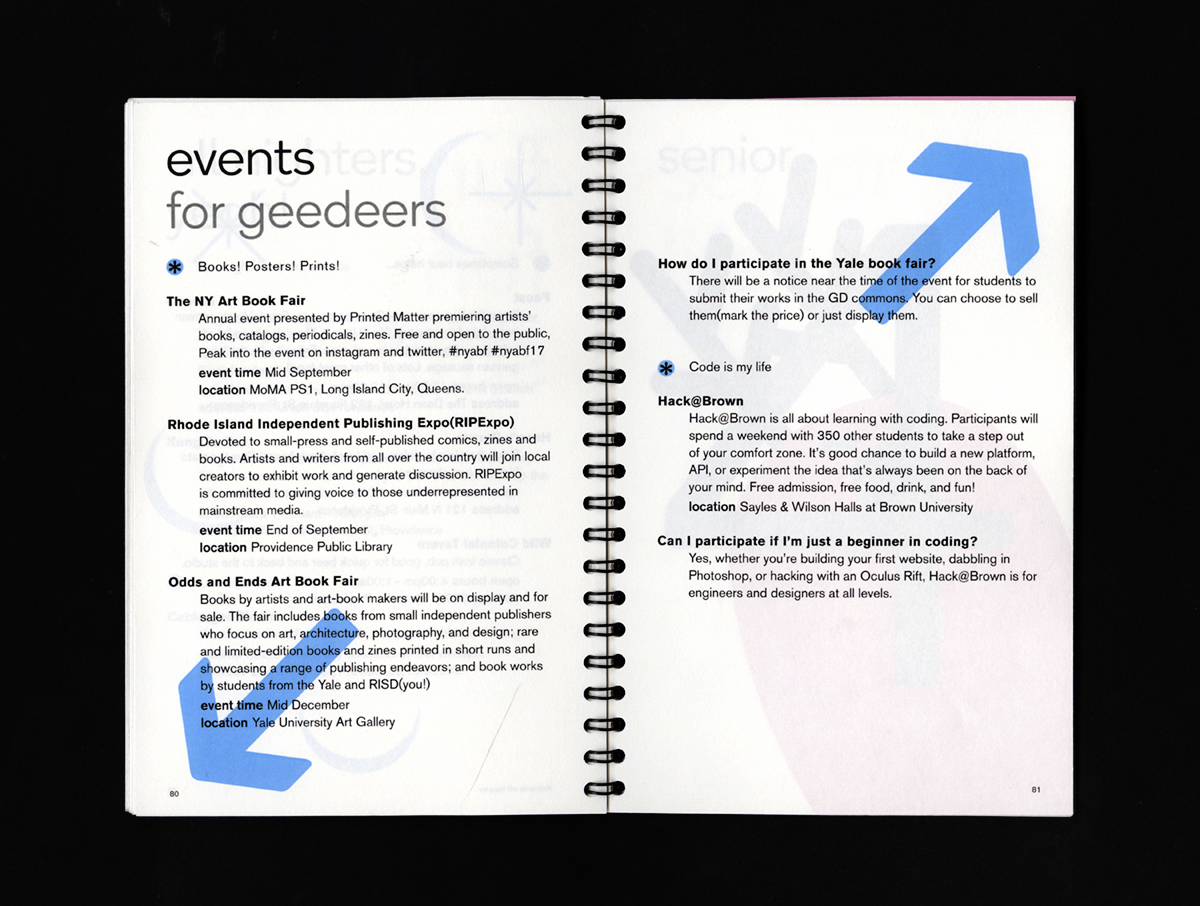 events
for geedeers
Books! Posters! Prints!
The NY Art Book Fair
Annual event presented by Printed Matter premiering artists'
books, catalogs, periodicals, zines. Free and open to the public,
Peak into the event on instagram and twitter, #nyabf #nyabf17
event time Mid September
location MoMA PS1, Long Island City, Queens.
Rhode Island Independent Publishing Expo(RIPExpo)
Devoted to small-press and self-published comics, zines and
books. Artists and writers from all over the country will join local
creators to exhibit work and generate discussion. RIPExpo
is committed to giving voice to those underrepresented in
mainstream media.
event time End of September
location Providence Public Library
Odds and Ends Art Book Fair
Books by artists and art-book makers will be on display and for
sale. The fair includes books from small independent publishers
who focus on art, architecture, photography, and design; rare
and limited-edition books and zines printed in short runs and
showcasing a range of publishing endeavors; and book works
by students from the Yale and RISD(you!)
event time Mid December
location Yale University Art Gallery
80
senior
How do I participate in the Yale book fair?
There will be a notice near the time of the event for students to
submit their works in the GD commons. You can choose to sell
them(mark the price) or just display them.
Code is my life
Hack@Brown
Hack@Brown is all about learning with coding. Participants will
spend a weekend with 350 other students to take a step out
of your comfort zone. It's good chance to build a new platform,
API, or experiment the idea that's always been on the back of
your mind. Free admission, free food, drink, and fun!
location Sayles & Wilson Halls at Brown University
Can I participate if I'm just a beginner in coding?
Yes, whether you're building your first website, dabbling in
Photoshop, or hacking with an Oculus Rift, Hack@Brown is for
engineers and designers at all levels.
81